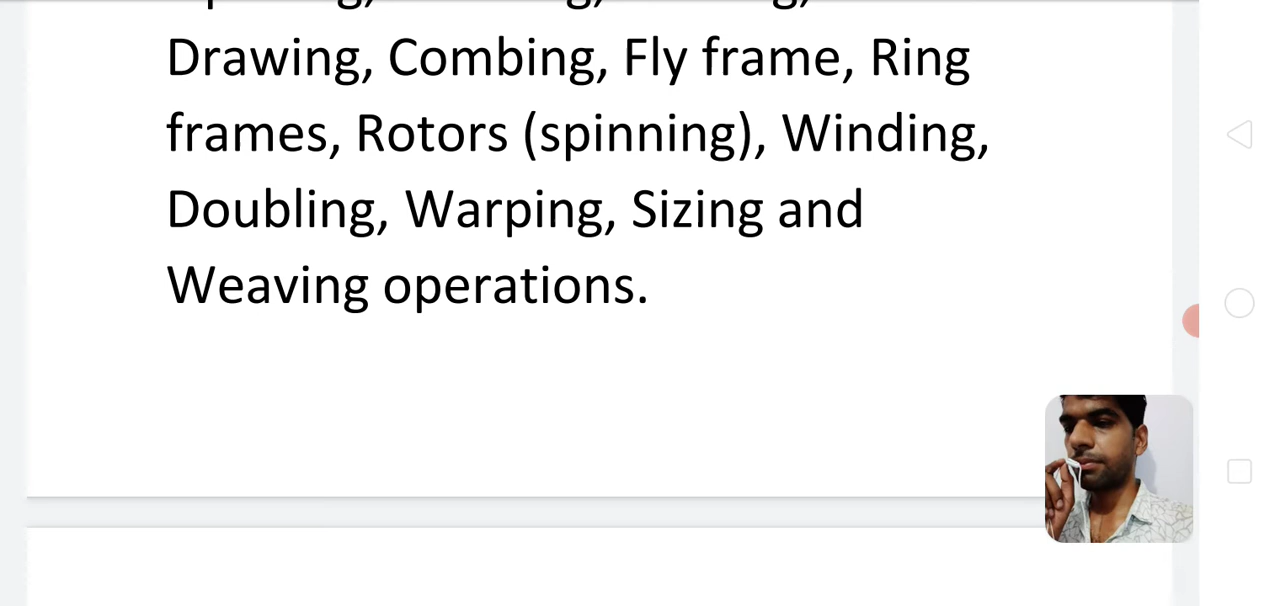 Drawing, Combing, Fly frame, Ring
frames, Rotors (spinning), Winding,
Doubling, Warping, Sizing and
Weaving operations.